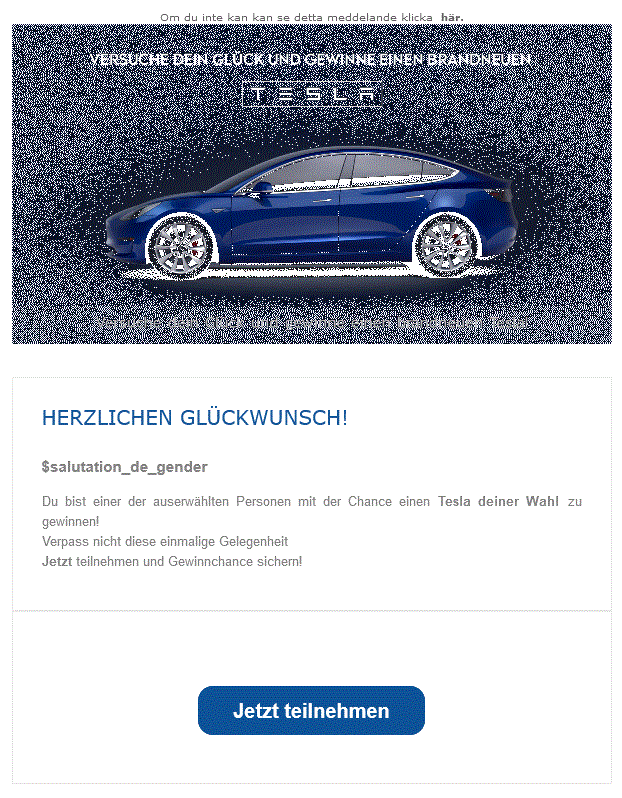 Om du inte kan kan se detta meddelande klicka här.
VERSUCHE DEIN GLÜCK UND GEWINNE EINEN BRANDNEUEN
TESLA
HERZLICHEN GLÜCKWUNSCH!
$salutation_de_gender
Du bist einer der auserwählten Personen mit der Chance einen Tesla deiner Wahl zu
gewinnen!
Verpass nicht diese einmalige Gelegenheit
Jetzt teilnehmen und Gewinnchance sichern!
Jetzt teilnehmen